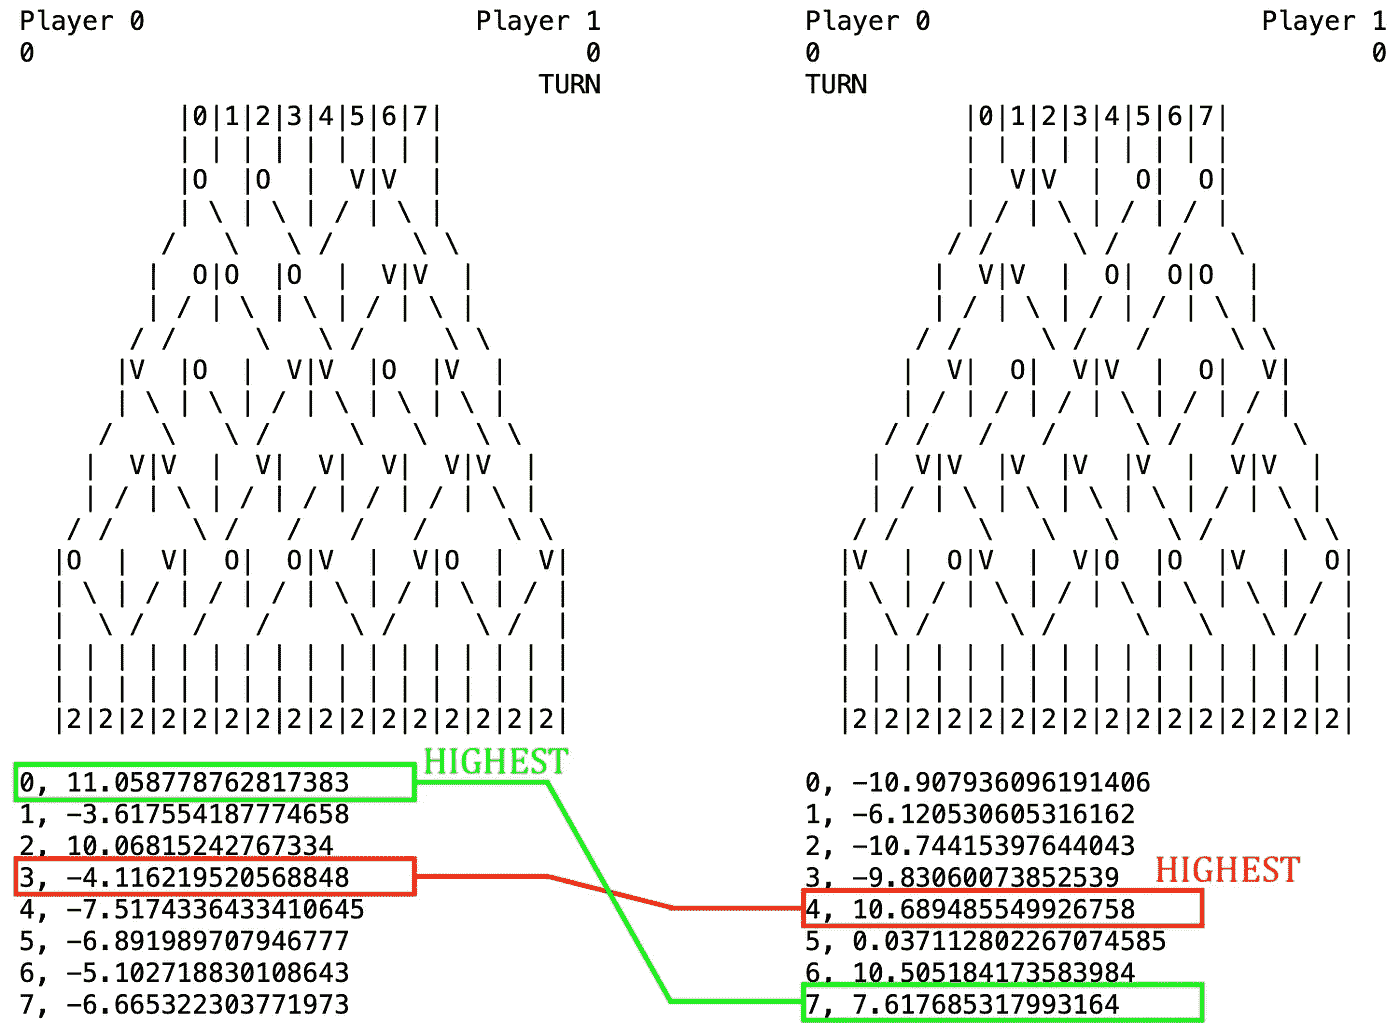 Player 0                            Player 1        Player 0                            Player 1
0                                   0        0                                   0
TURN        TURN
|0|1|2|3|4|5|6|7|        |0|1|2|3|4|5|6|7|
| | | | | | | | |        | | | | | | | | |
|O  |O  |  V|V  |        |  V|V  |  O|  O|
| \ | \ | / | \ |        | / | \ | / | / |
/   \   \ /     \ \        / /     \ /   /   \
|  O|O  |O  |  V|V  |        |  V|V  |  O|  O|O  |
| / | \ | \ | / | \ |        | / | \ | / | / | \ |
/ /     \   \ /     \ \        / /     \ /   /     \ \
|V  |O  |  V|V  |O  |V  |        |  V|  O|  V|V  |  O|  V|
| \ | \ | / | \ | \ | \ |        | / | / | / | \ | / | / |
/   \   \ /     \   \   \ \        / /   /   /     \ /   /   \
|  V|V  |  V|  V|  V|  V|V  |        |  V|V  |V  |V  |V  |  V|V  |
| / | \ | / | / | / | / | \ |        | / | \ | \ | \ | \ | / | \ |
/ /     \ /   /   /   /     \ \        / /     \   \   \   \ /     \ \
|O  |  V|  O|  O|V  |  V|O  |  V|        |V  |  O|V  |  V|O  |O  |V  |  O|
| \ | / | / | / | \ | / | \ | / |        | \ | / | \ | / | \ | \ | \ | / |
|  \ /   /   /     \ /     \ /  |        |  \ /     \ /     \   \   \ /  |
| | | | | | | | | | | | | | | | |        | | | | | | | | | | | | | | | | |
| | | | | | | | | | | | | | | | |        | | | | | | | | | | | | | | | | |
|2|2|2|2|2|2|2|2|2|2|2|2|2|2|2|2|        |2|2|2|2|2|2|2|2|2|2|2|2|2|2|2|2|
HIGHEST
0, 11.058778762817383        0, -10.907936096191406
1, -3.617554187774658        1, -6.120530605316162
2, 10.06815242767334        2, -10.74415397644043
3, -4.116219520568848        3, -9.83060073852539 HIGHEST
4, -7.5174336433410645        4, 10.689485549926758
5, -6.891989707946777        5, 0.037112802267074585
6, -5.102718830108643        6, 10.505184173583984
7, -6.665322303771973        7, 7.617685317993164